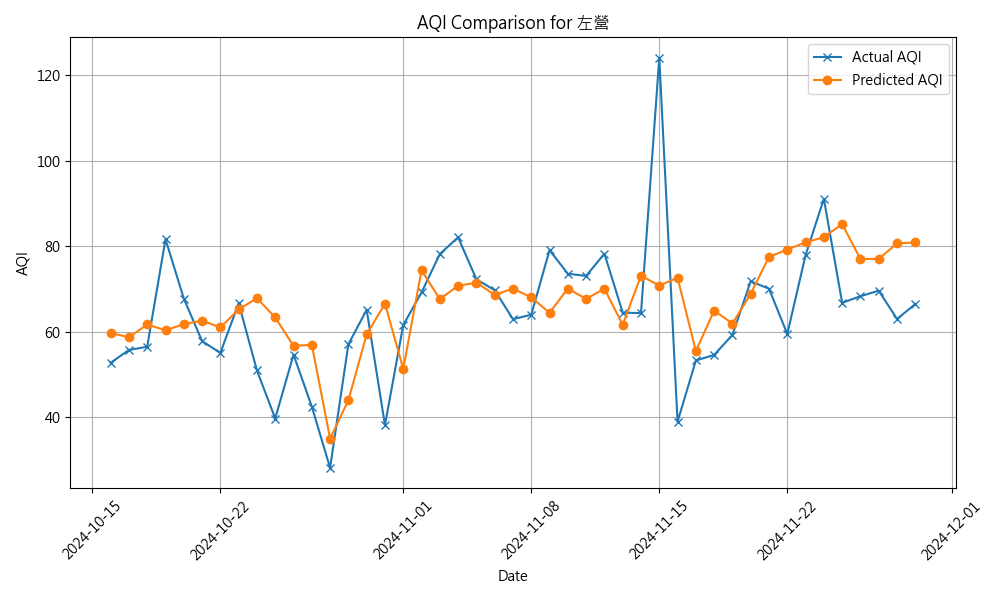 AQI Comparison for 左營
Actual AQI
Predicted AQI
AQI
120
100
80
60
40
2024-10-15
2024-10-22
2024-11-01
2024-11-08
2024-11-15
2024-11-22
2024-12-01
Date